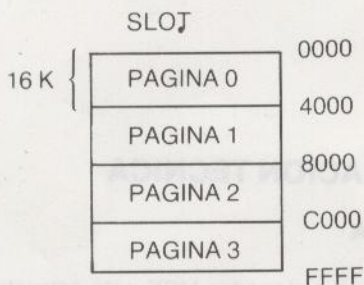 SLOT
0000
16 K
PAGINA 0
4000
PAGINA 1
8000
PAGINA 2
C000
PAGINA 3
FFFF